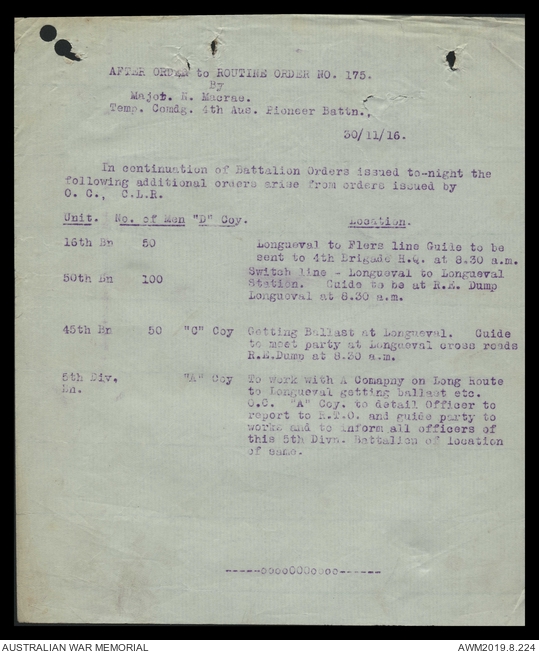 AFTER ORDER to ROUTINE ORDER NO. 175.
By
Major. K. Macrae.
Temp. Comdg. 4th Aus. Pioneer Battn.,
30/11/16.
In continuation of Battalion Orders issued to-night the
following additional orders arise from orders issued by
O. C., C.L.R.
Unit. No. of Men "D" Coy. Location.
16th Bn 50 Longueval to Flers line Guide to be
sent to 4th Brigade H.Q. at 8.30 a.m.
50th Bn 100 Switch line - Longueval to Longueval
Station. Guide to be at R.E. Dump
Longueval at 8.30 a.m.
45th Bn 50 "C" Coy Getting Ballast at Longueval. Guide
to meet party at Longueval cross roads
R.E.Dump at 8.30 a.m.
5th Div, "A" Coy To work with A Comapny on Long Route
Bn. to Longueval getting ballast etc.
O.C. "A" Coy. to detail Officer to
report to R.T.O. and guide party to
works and to inform all officers of
this 5th Divn. Battalion of location
of same.
-----ooooOOOoooo------
AUSTRALIAN WAR MEMORIAL AWM2019.8.224